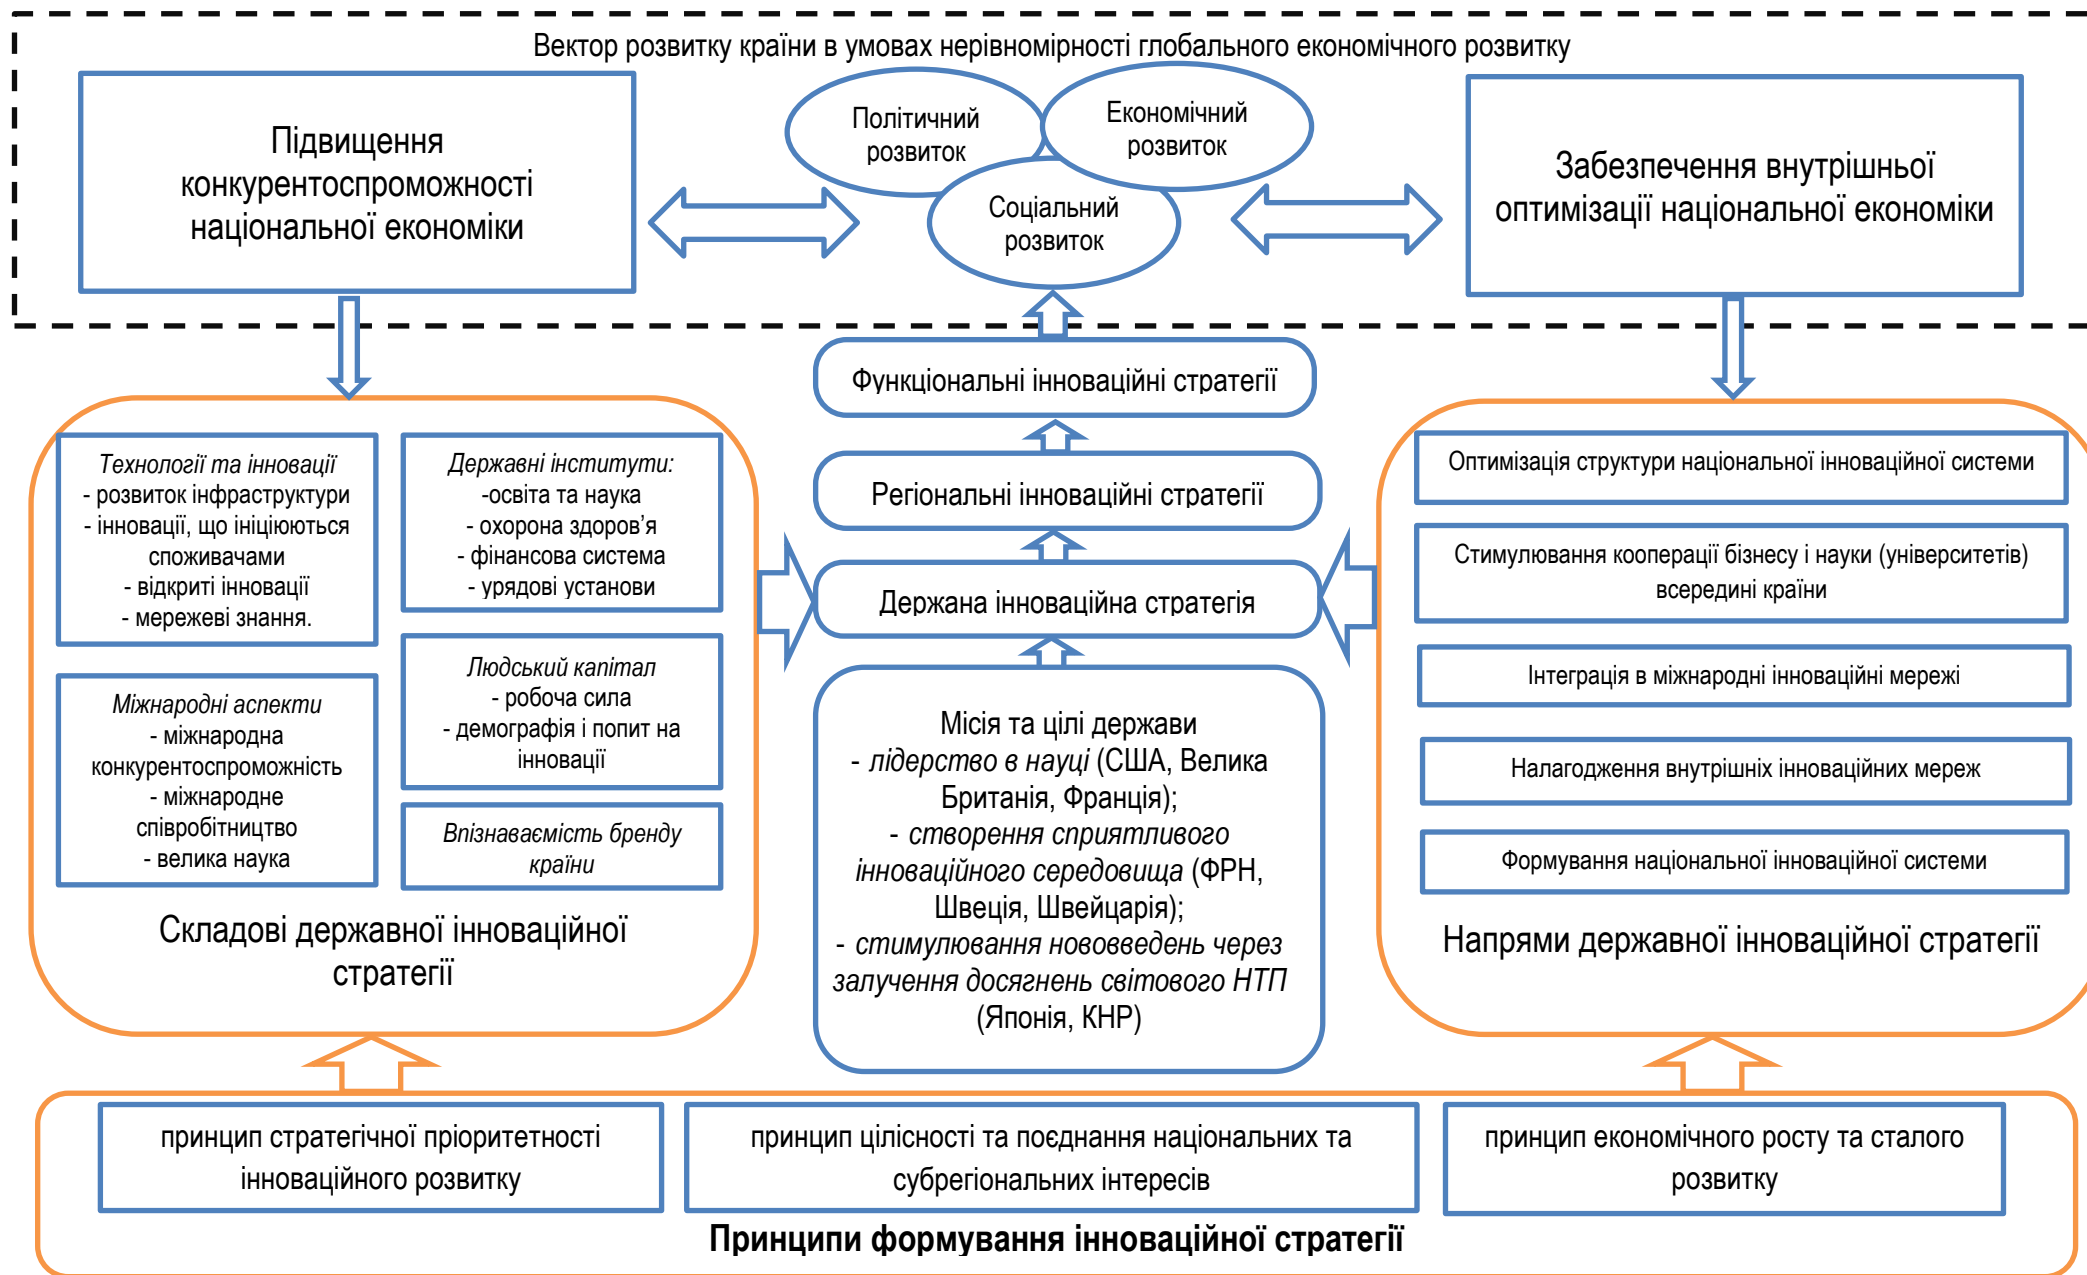 Вектор розвитку країни в умовах нерівномірності глобального економічного розвитку
Підвищення
конкурентоспроможності
національної економіки
Політичний
розвиток
Економічний
розвиток
Соціальний
розвиток
Забезпечення внутрішньої
оптимізації національної економіки
Функціональні інноваційні стратегії
Регіональні інноваційні стратегії
Держана інноваційна стратегія
Технології та інновації
- розвиток інфраструктури
- інновації, що ініціюються
споживачами
- відкриті інновації
- мережеві знання.
Державні інститути:
-освіта та наука
- охорона здоров’я
- фінансова система
- урядові установи
Міжнародні аспекти
- міжнародна
конкурентоспроможність
- міжнародне
співробітництво
- велика наука
Людський капітал
- робоча сила
- демографія і попит на
інновації
Впізнаваємість бренду
країни
Складові державної інноваційної
стратегії
Місія та цілі держави
- лідерство в науці (США, Велика
Британія, Франція);
- створення сприятливого
інноваційного середовища (ФРН,
Швеція, Швейцарія);
- стимулювання нововведень через
залучення досягнень світового НТП
(Японія, КНР)
Оптимізація структури національної інноваційної системи
Стимулювання кооперації бізнесу і науки (університетів)
всередині країни
Інтеграція в міжнародні інноваційні мережі
Налагодження внутрішніх інноваційних мереж
Формування національної інноваційної системи
Напрями державної інноваційної стратегії
принцип стратегічної пріоритетності
інноваційного розвитку
принцип цілісності та поєднання національних та
субрегіональних інтересів
принцип економічного росту та сталого
розвитку
Принципи формування інноваційної стратегії